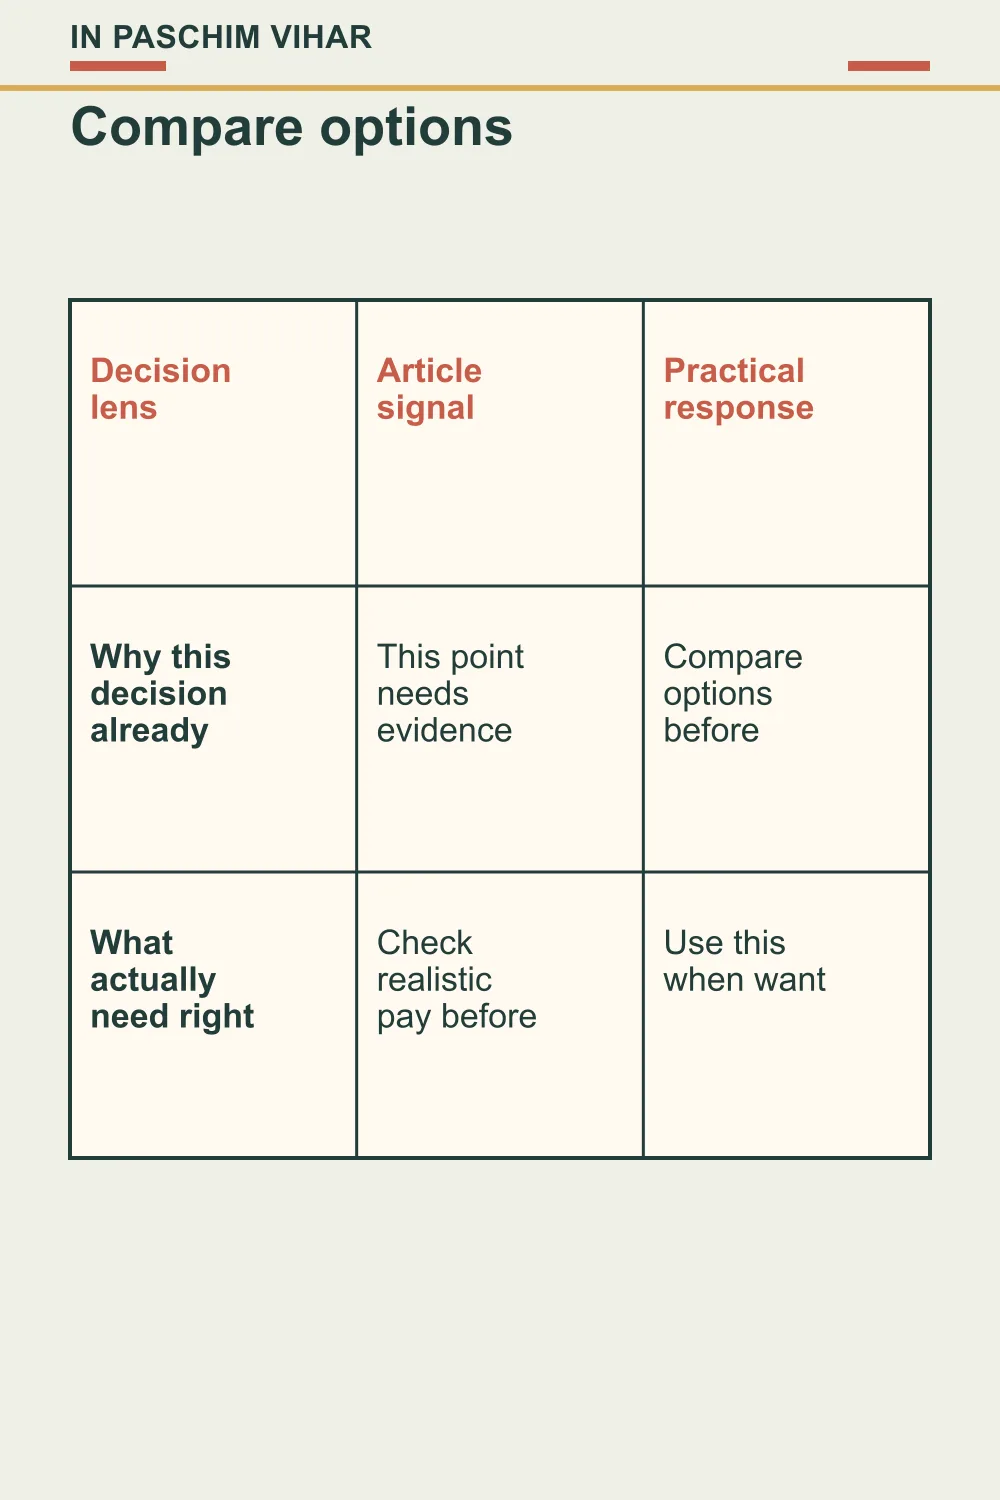 IN PASCHIM VIHAR
Compare options
Decision
lens
Article
signal
Practical
response
Why this
decision
already
This point
needs
evidence
Compare
options
before
What
actually
need right
Check
realistic
pay before
Use this
when want